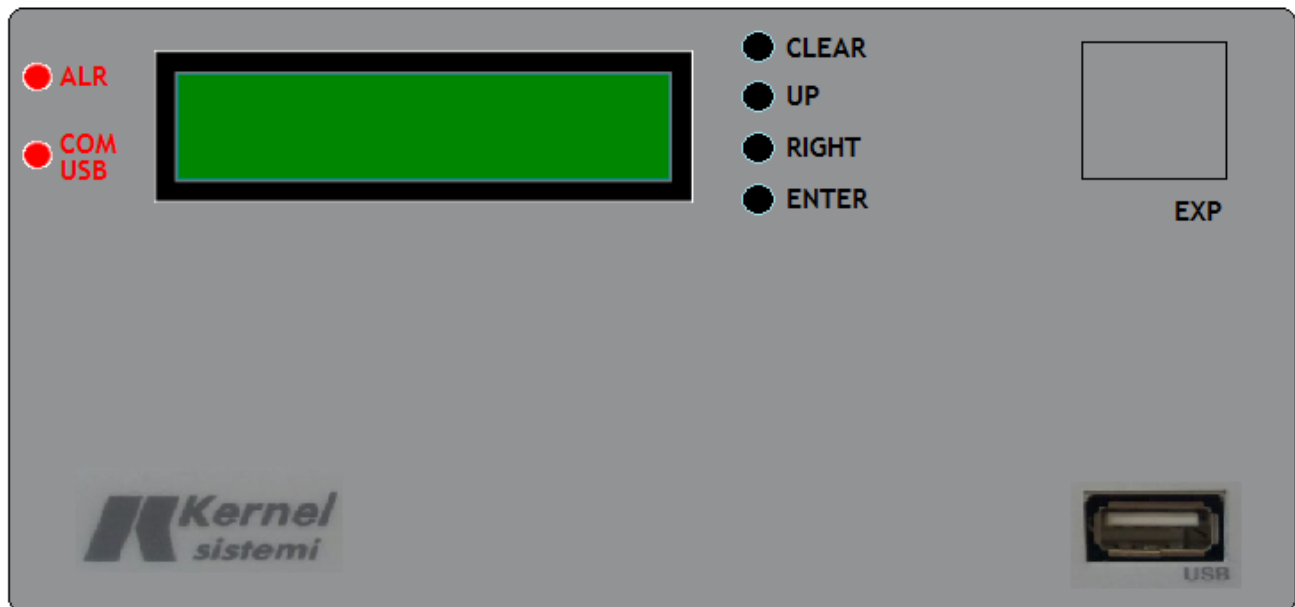 ALR
COM
USB
CLEAR
UP
RIGHT
ENTER
EXP
Kernel
sistemi
USB